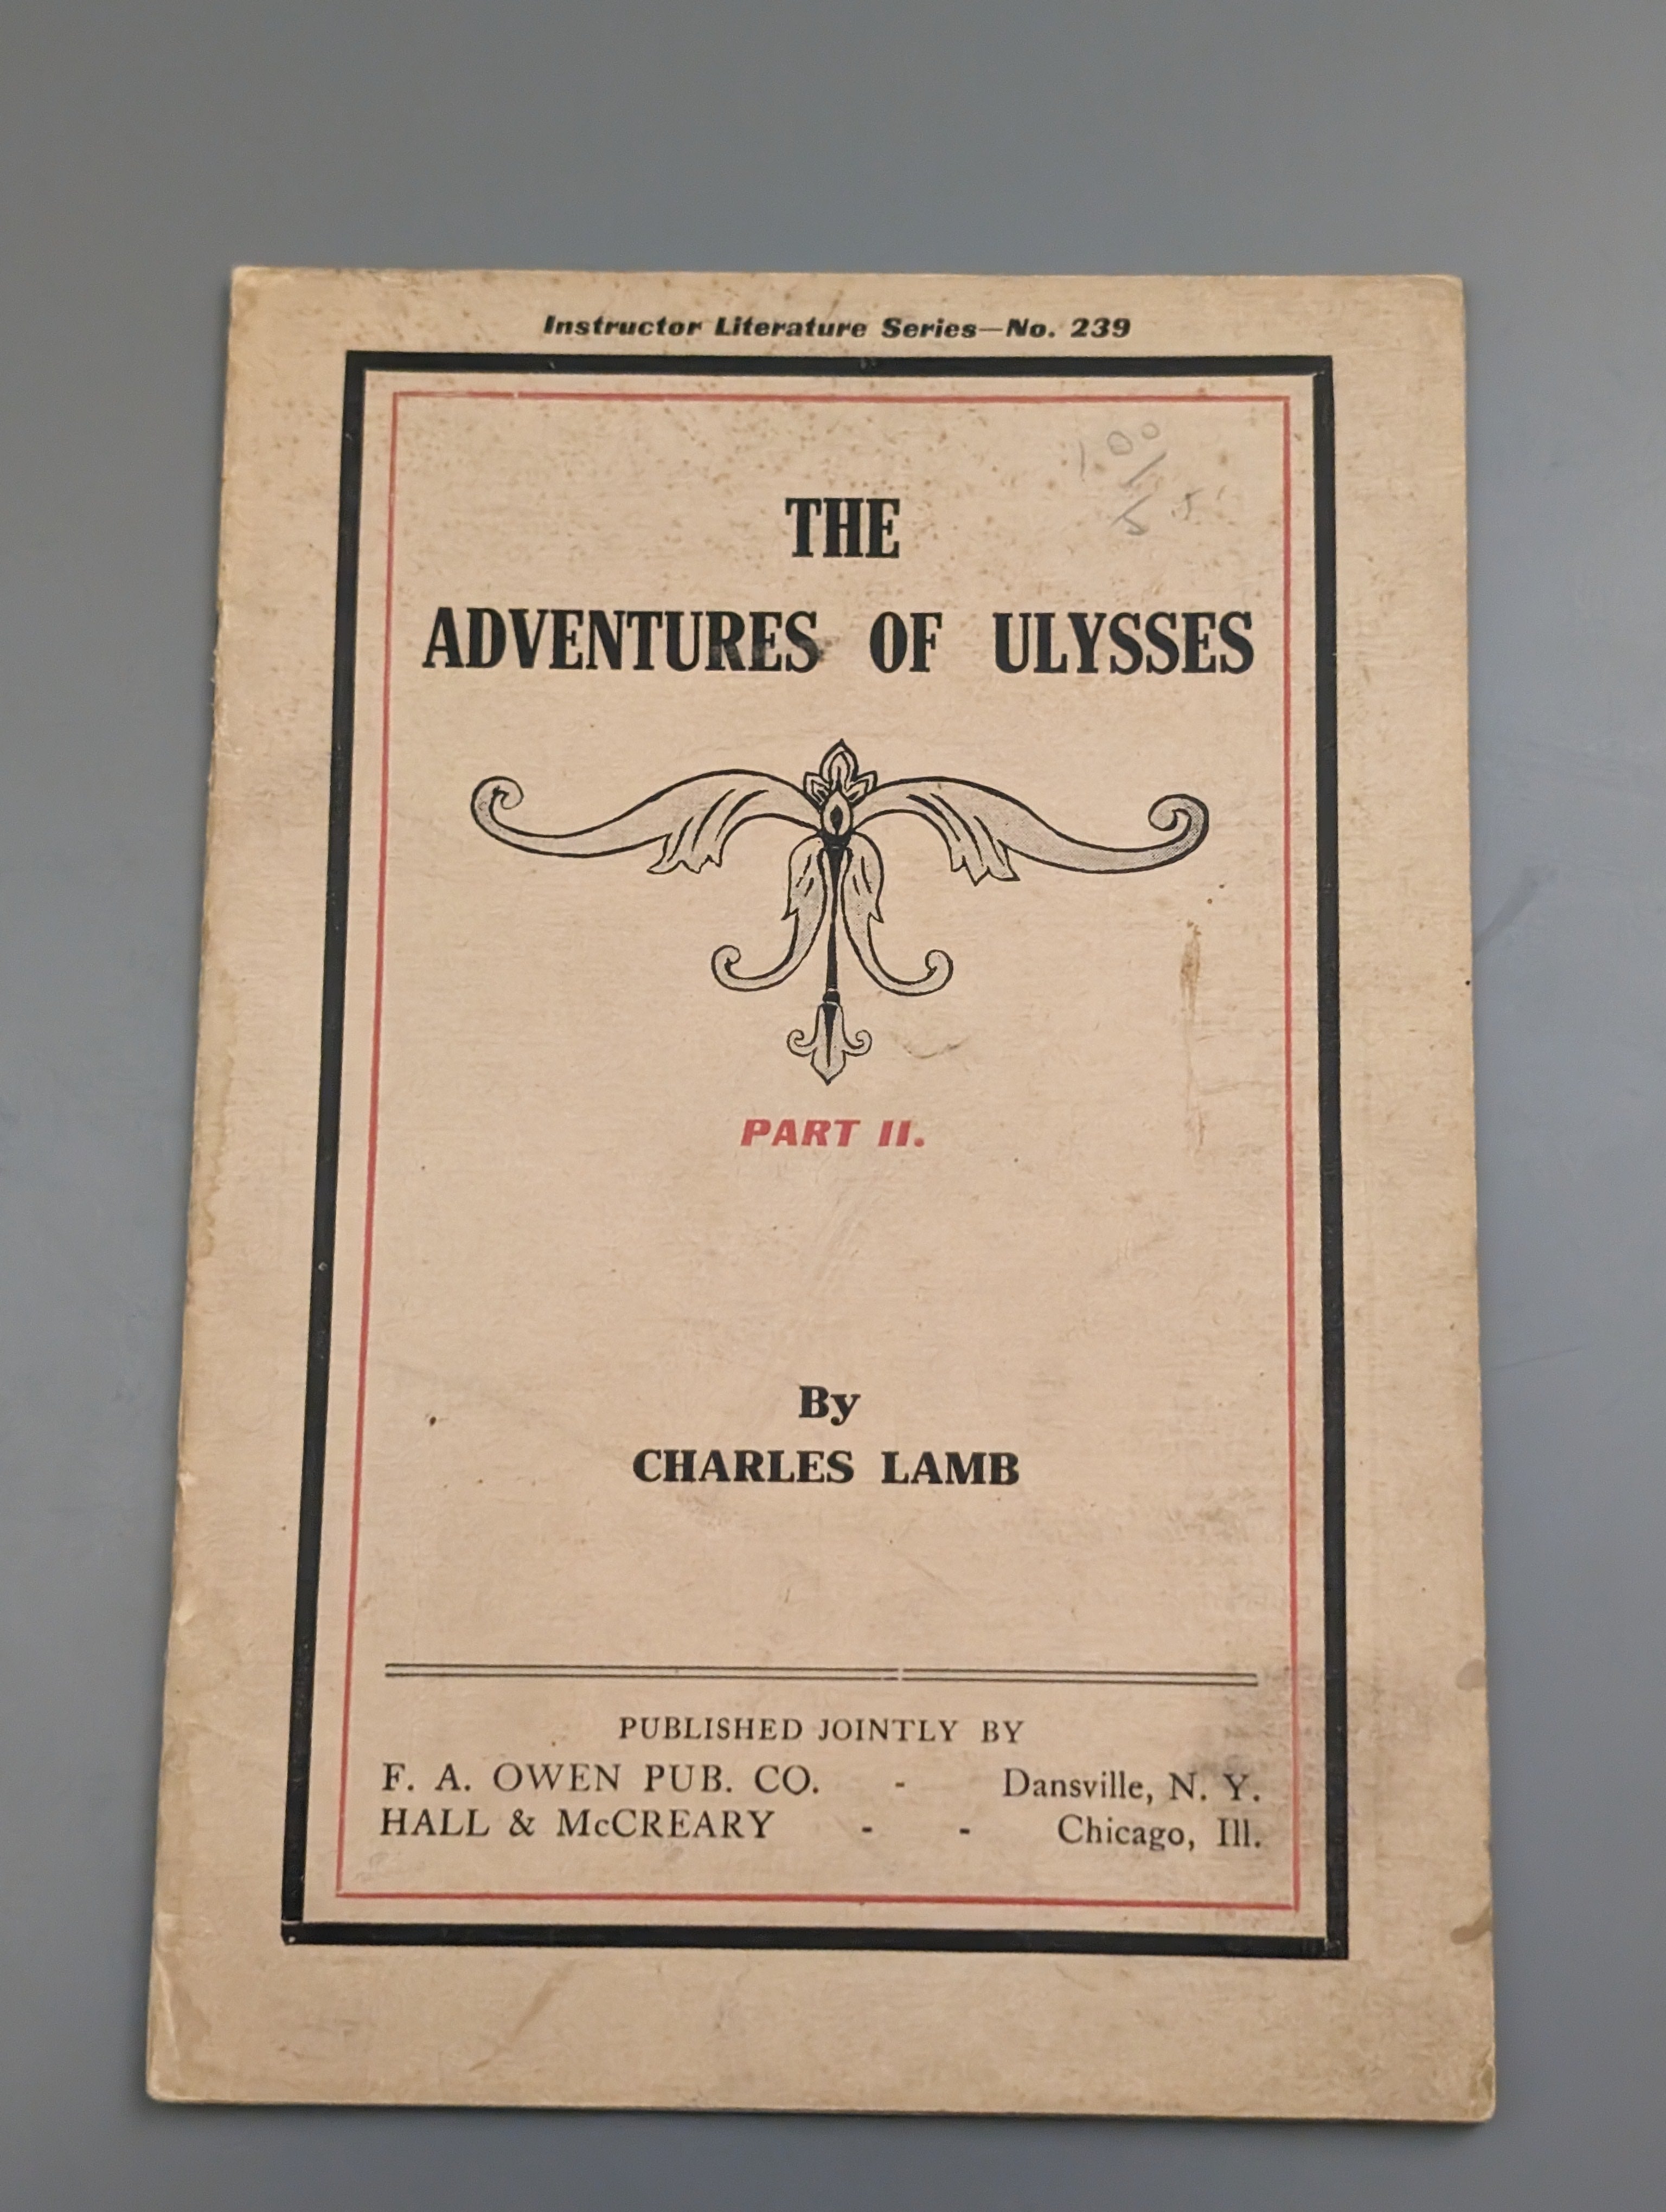 Instructor Literature Series—No. 239
100
THE
ADVENTURES OF ULYSSES
PART II.
By
CHARLES LAMB
PUBLISHED JOINTLY BY
F. A. OWEN PUB. CO. - Dansville, N. Y.
HALL & McCREARY - - Chicago, Ill.